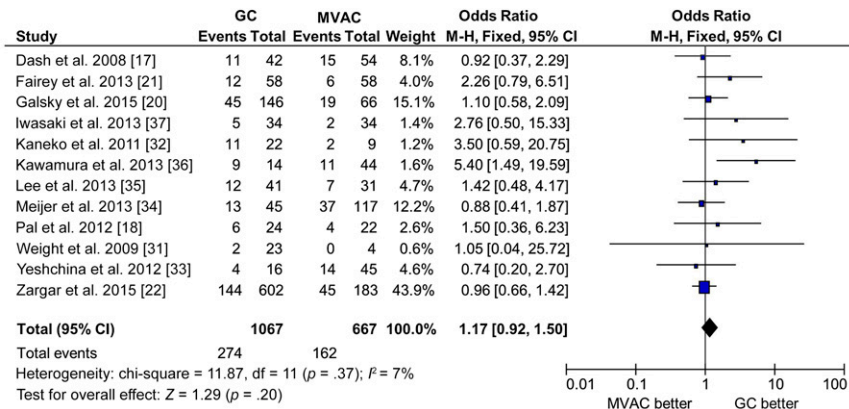 GC MVAC Odds Ratio Odds Ratio
Study Events Total Events Total Weight M-H, Fixed, 95% CI M-H, Fixed, 95% CI
Dash et al. 2008 [17] 11 42 15 54 8.1% 0.92 [0.37, 2.29]
Fairey et al. 2013 [21] 12 58 6 58 4.0% 2.26 [0.79, 6.51]
Galsky et al. 2015 [20] 45 146 19 66 15.1% 1.10 [0.58, 2.09]
Iwasaki et al. 2013 [37] 5 34 2 34 1.4% 2.76 [0.50, 15.33]
Kaneko et al. 2011 [32] 11 22 2 9 1.2% 3.50 [0.59, 20.75]
Kawamura et al. 2013 [36] 9 14 11 44 1.6% 5.40 [1.49, 19.59]
Lee et al. 2013 [35] 12 41 7 31 4.7% 1.42 [0.48, 4.17]
Meijer et al. 2013 [34] 13 45 37 117 12.2% 0.88 [0.41, 1.87]
Pal et al. 2012 [18] 6 24 4 22 2.6% 1.50 [0.36, 6.23]
Weight et al. 2009 [31] 2 23 0 4 0.6% 1.05 [0.04, 25.72]
Yeshchina et al. 2012 [33] 4 16 14 45 4.6% 0.74 [0.20, 2.70]
Zargar et al. 2015 [22] 144 602 45 183 43.9% 0.96 [0.66, 1.42]
Total (95% CI) 1067 667 100.0% 1.17 [0.92, 1.50]
Total events 274 162
Heterogeneity: chi-square = 11.87, df = 11 (p = .37); I² = 7%
Test for overall effect: Z = 1.29 (p = .20)
0.01 0.1 1 10 100
MVAC better GC better